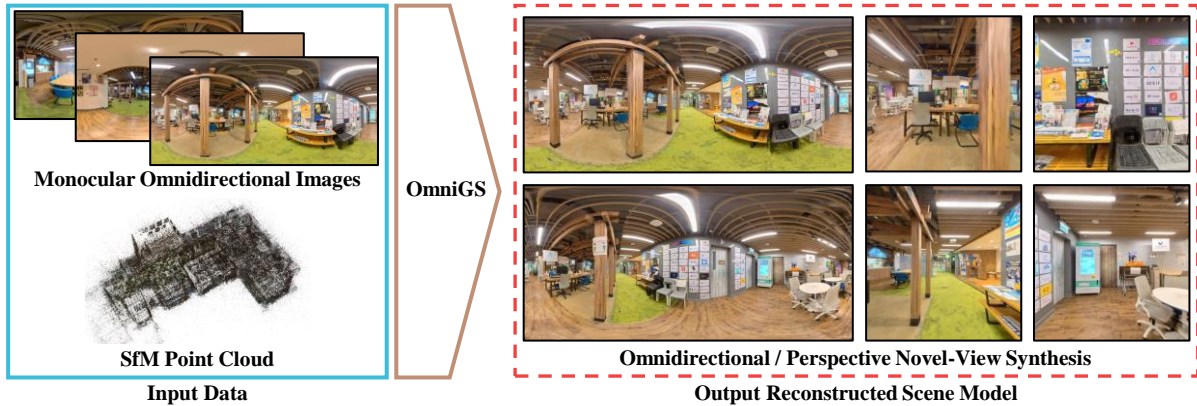 Monocular Omnidirectional Images
SfM Point Cloud
Input Data
OmniGS
Omnidirectional / Perspective Novel-View Synthesis
Output Reconstructed Scene Model